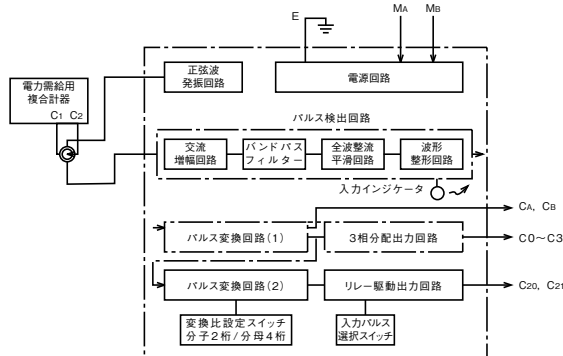 E
MA
MB
正弦波
発振回路
電源回路
電力需給用
複合計器
C1 C2
パルス検出回路
交流
増幅回路
バンドパス
フィルター
全波整流
平滑回路
波形
整形回路
入力インジケータ
CA, CB
パルス変換回路(1)
3相分配出力回路
C0～C3
パルス変換回路(2)
リレー駆動出力回路
C20, C21
変換比設定スイッチ
分子2桁/分母4桁
入力パルス
選択スイッチ